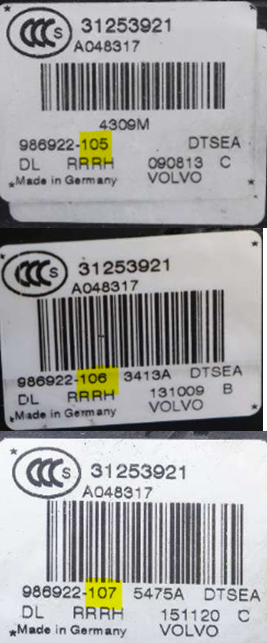 CCC S 31253921
A048317
4309M
986922-105 DTSEA
DL RRRH 090813 C
*Made in Germany VOLVO
CCC S 31253921
A048317
986922-106 3413A DTSEA
DL RRRH 131009 B
*Made in Germany VOLVO
CCC S 31253921
A048317
986922-107 5475A DTSEA
DL RRRH 151120 C
*Made in Germany VOLVO